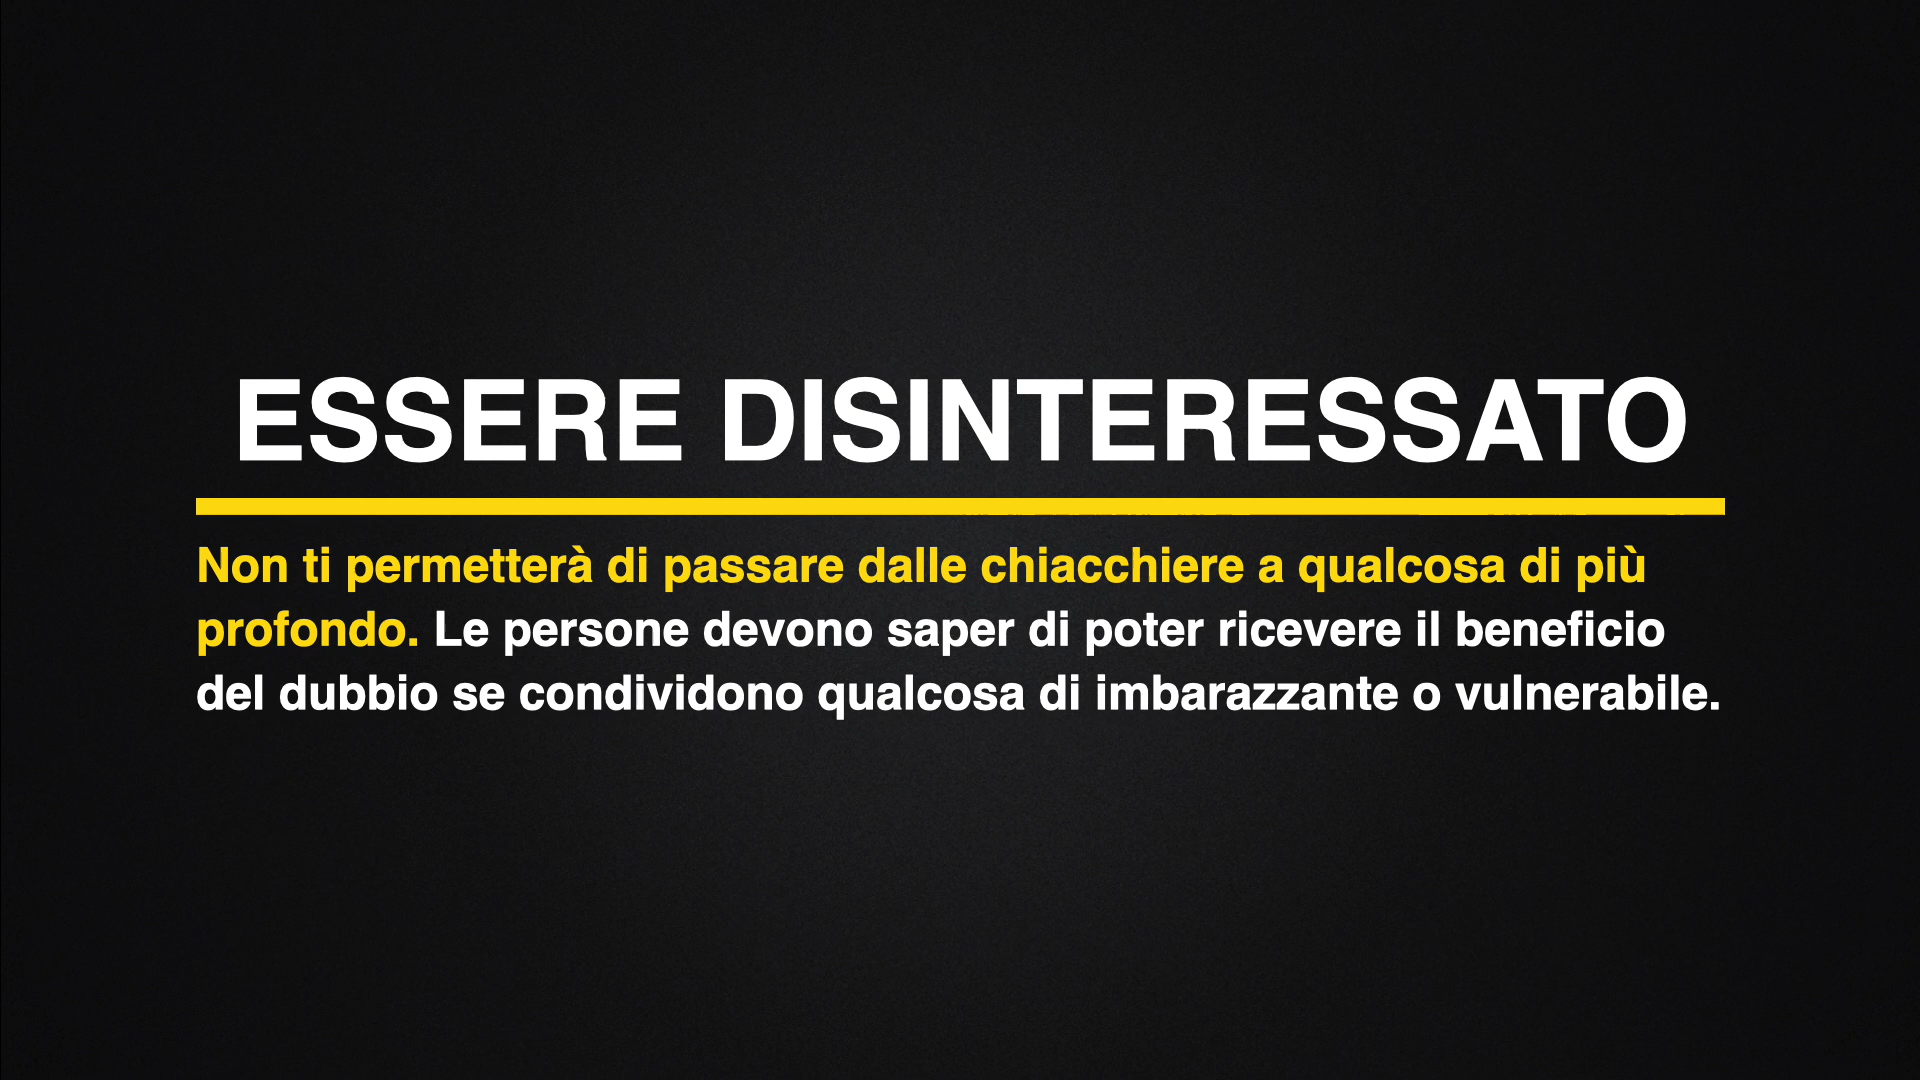 ESSERE DISINTERESSATO
Non ti permetterà di passare dalle chiacchiere a qualcosa di più
profondo. Le persone devono saper di poter ricevere il beneficio
del dubbio se condividono qualcosa di imbarazzante o vulnerabile.